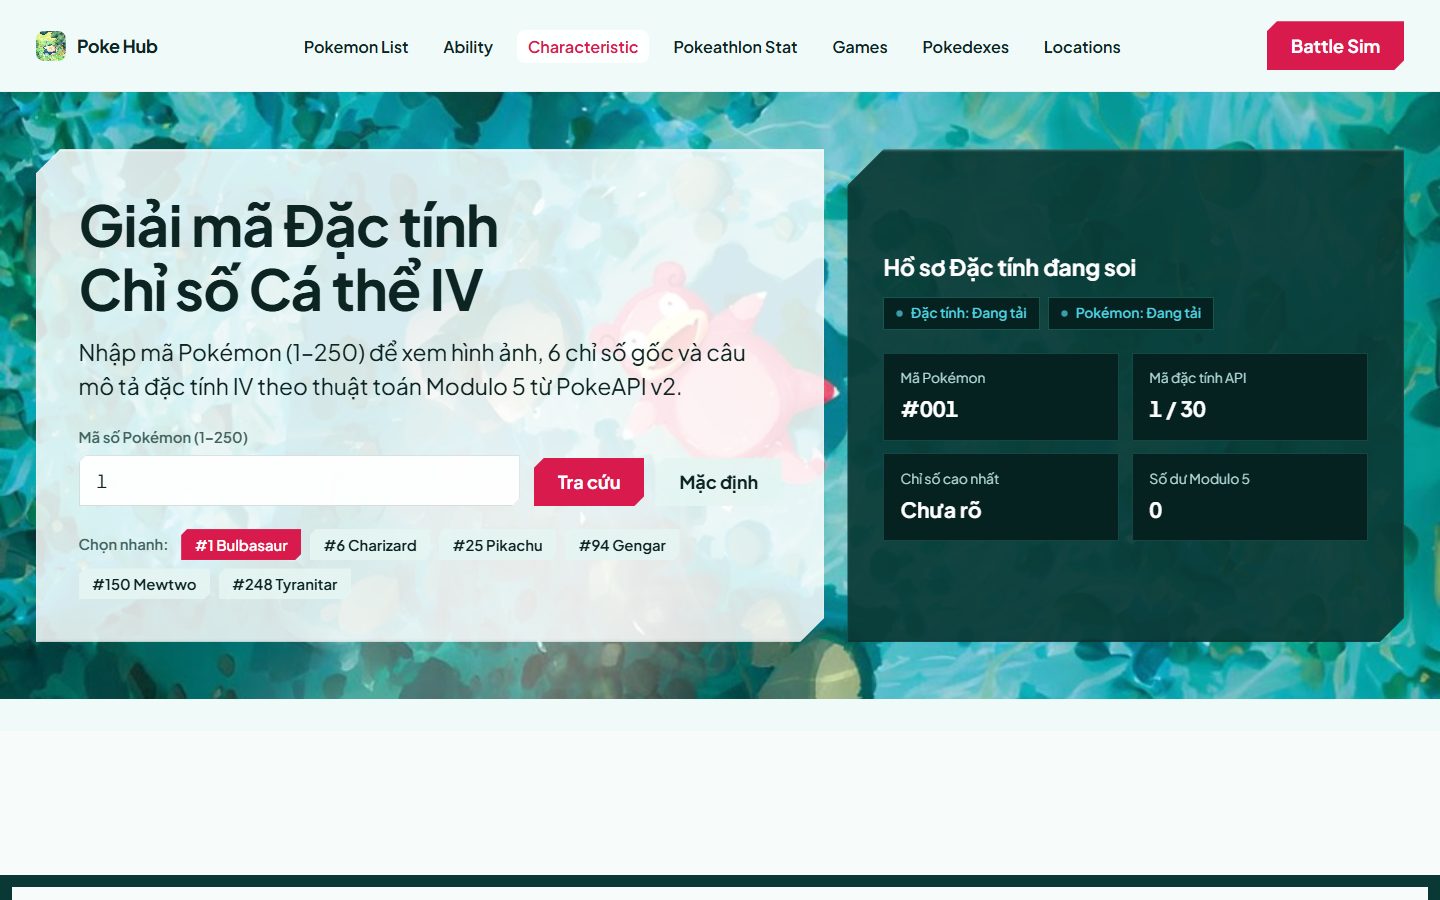 Poke Hub
Pokemon List
Ability
Characteristic
Pokeathlon Stat
Games
Pokedexes
Locations
Battle Sim
Giải mã Đặc tính
Chỉ số Cá thể IV
Nhập mã Pokémon (1–250) để xem hình ảnh, 6 chỉ số gốc và câu
mô tả đặc tính IV theo thuật toán Modulo 5 từ PokeAPI v2.
Mã số Pokémon (1–250)
1
Tra cứu
Mặc định
Chọn nhanh:
#1 Bulbasaur
#6 Charizard
#25 Pikachu
#94 Gengar
#150 Mewtwo
#248 Tyranitar
Hồ sơ Đặc tính đang soi
Đặc tính: Đang tải
Pokémon: Đang tải
Mã Pokémon
#001
Mã đặc tính API
1 / 30
Chỉ số cao nhất
Chưa rõ
Số dư Modulo 5
0